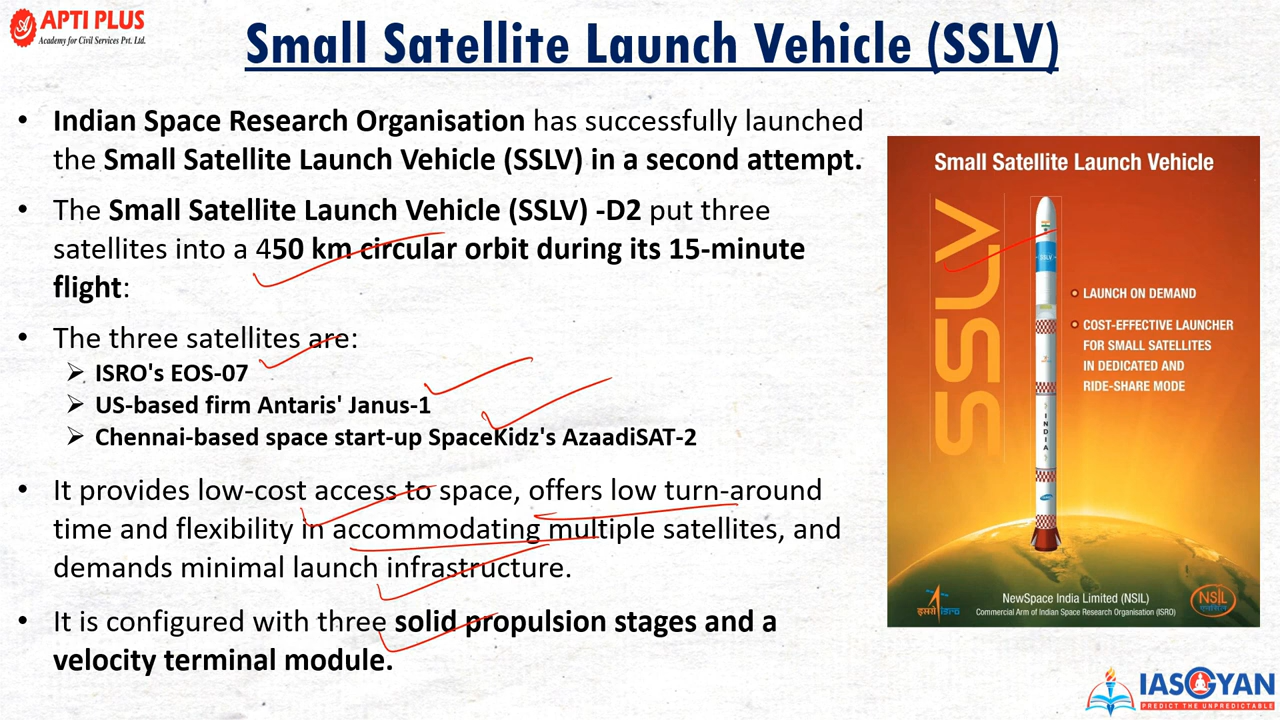 APTI PLUS
Academy for Civil Services Pvt. Ltd.
Small Satellite Launch Vehicle (SSLV)
• Indian Space Research Organisation has successfully launched
the Small Satellite Launch Vehicle (SSLV) in a second attempt.
• The Small Satellite Launch Vehicle (SSLV) -D2 put three
satellites into a 450 km circular orbit during its 15-minute
flight:
• The three satellites are:
➢ ISRO's EOS-07
➢ US-based firm Antaris' Janus-1
➢ Chennai-based space start-up SpaceKidz's AzaadiSAT-2
• It provides low-cost access to space, offers low turn-around
time and flexibility in accommodating multiple satellites, and
demands minimal launch infrastructure.
• It is configured with three solid propulsion stages and a
velocity terminal module.
Small Satellite Launch Vehicle
SSLV
SSLV
INDIA
LAUNCH ON DEMAND
COST-EFFECTIVE LAUNCHER
FOR SMALL SATELLITES
IN DEDICATED AND
RIDE-SHARE MODE
इसरो isro
NewSpace India Limited (NSIL)
Commercial Arm of Indian Space Research Organisation (ISRO)
NSIL
IASGYAN
PREDICT THE UNPREDICTABLE